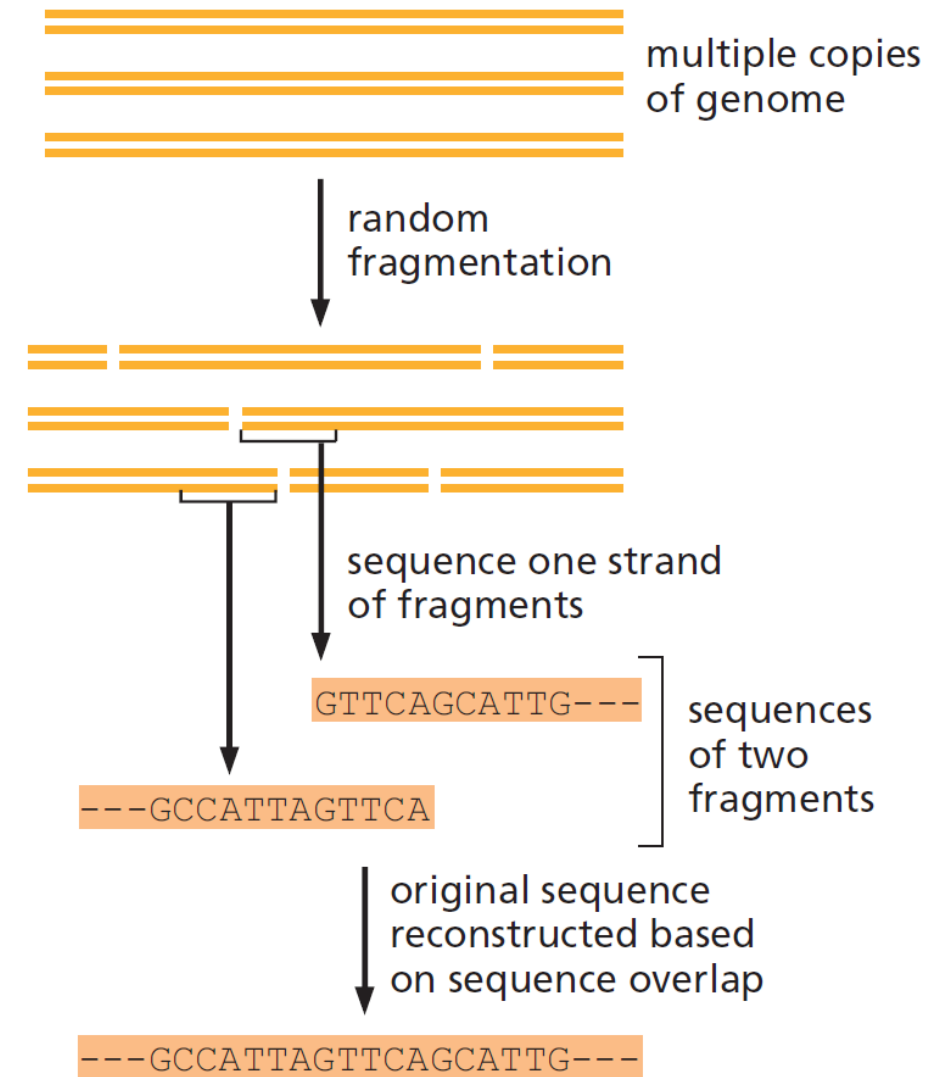 multiple copies
of genome
random
fragmentation
sequence one strand
of fragments
GTTCAGCATTG---
sequences
of two
fragments
---GCCATTAGTTCA
original sequence
reconstructed based
on sequence overlap
---GCCATTAGTTCAGCATTG---